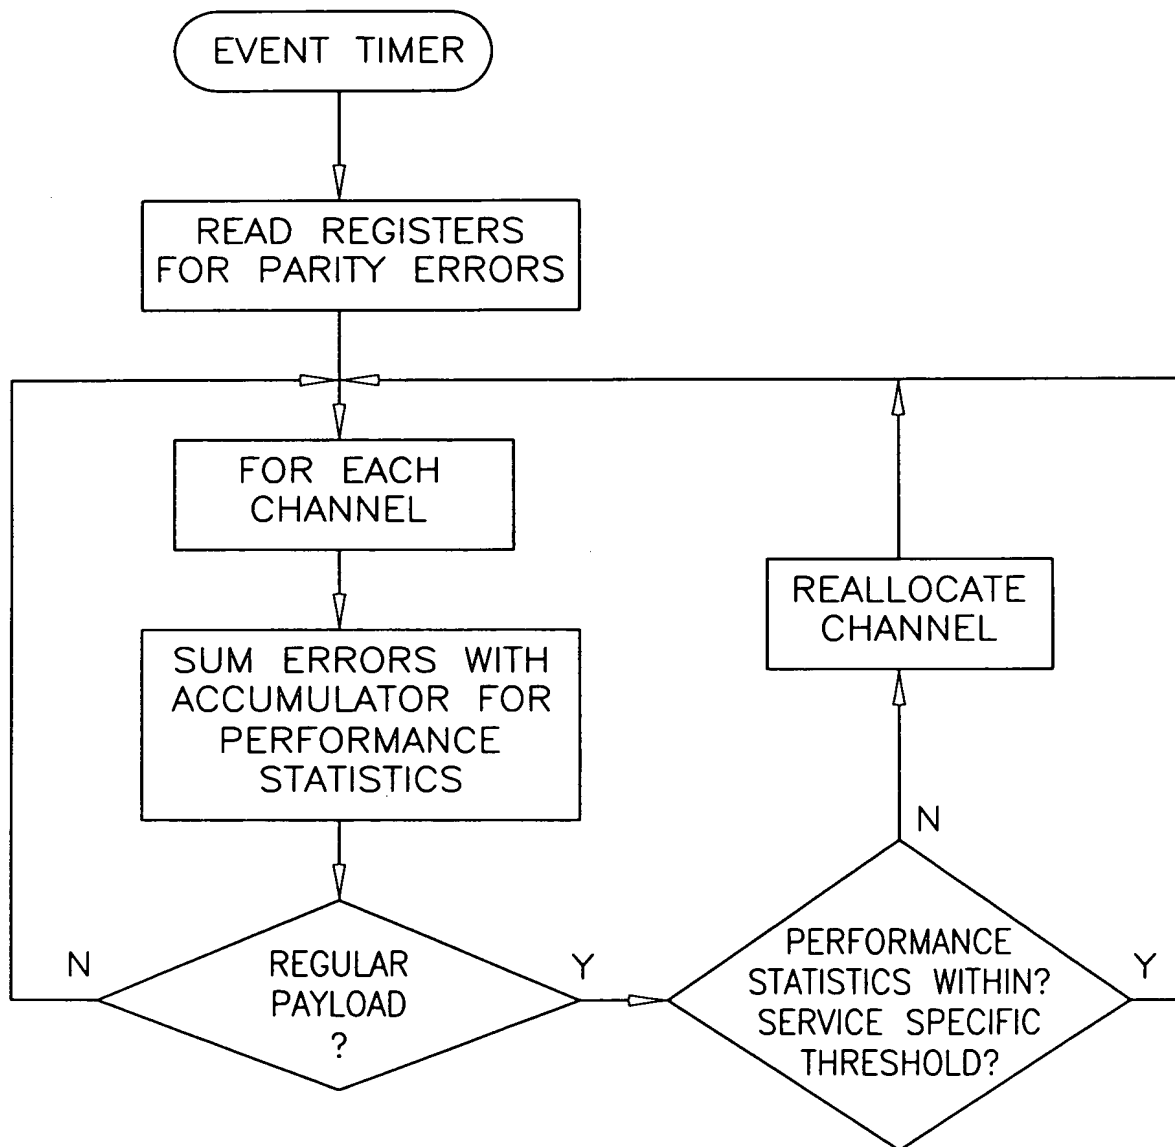 EVENT TIMER
READ REGISTERS
FOR PARITY ERRORS
FOR EACH
CHANNEL
SUM ERRORS WITH
ACCUMULATOR FOR
PERFORMANCE
STATISTICS
REGULAR
PAYLOAD
?
N
Y
PERFORMANCE
STATISTICS WITHIN?
SERVICE SPECIFIC
THRESHOLD?
N
Y
REALLOCATE
CHANNEL